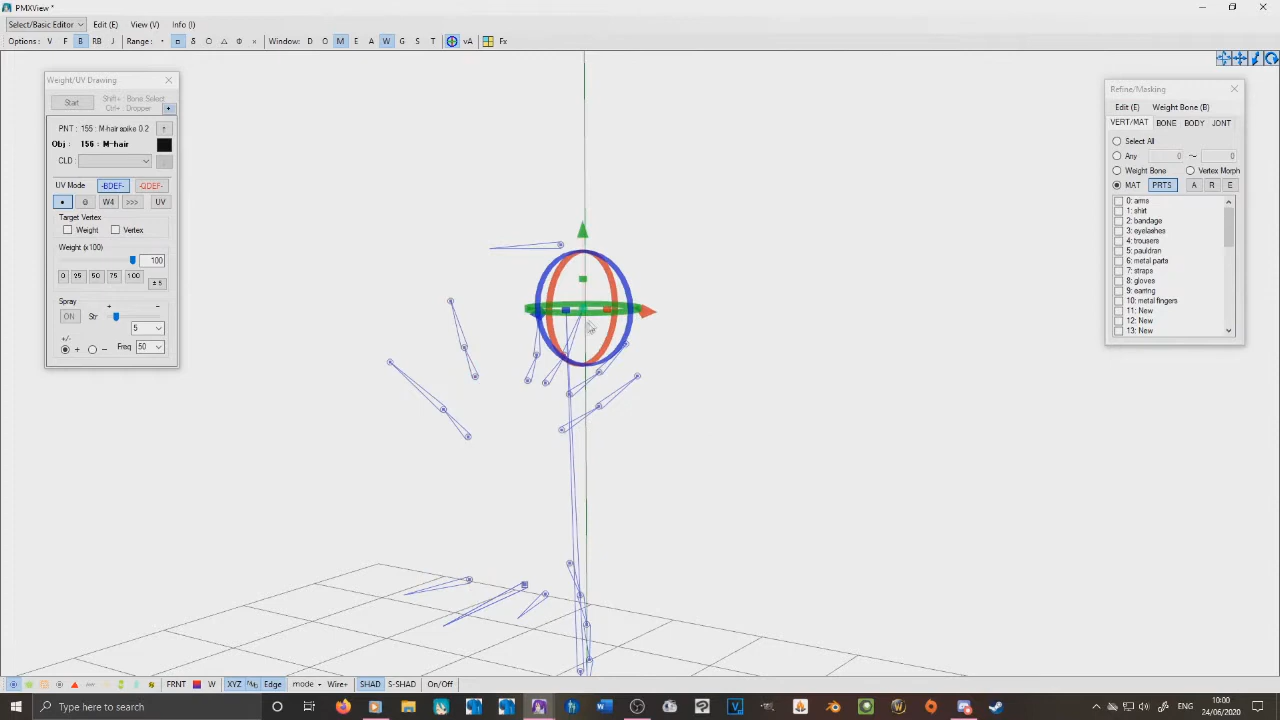 PMXView *
Select/Basic Editor Edit (E) View (V) Info (I)
Options: V F B RB J Range: Window: D O M E A W G S T vA Fx
Weight/UV Drawing
Start Shift+ : Bone Select
Ctrl+ : Dropper
PNT : 155 : M-hair spike 0.2 ↑
Obj : 156 : M-hair
CLD :
UV Mode -BDEF- -QDEF-
W4 >>> UV
Target Vertex
Weight Vertex
Weight (x100)
100
0 25 50 75 100 ± 5
Spray + -
ON Str
5
+/-
+ - Freq 50
Refine/Masking
Edit (E) Weight Bone (B)
VERT/MAT BONE BODY JONT
Select All
Any 0 ～ 0
Weight Bone Vertex Morph
MAT PRTS A R E
0: arms
1: shirt
2: bandage
3: eyelashes
4: trousers
5: pauldran
6: metal parts
7: straps
8: gloves
9: earring
10: metal fingers
11: New
12: New
13: New
FRNT W XYZ Edge mode Wire+ SHAD S-SHAD On/Off
Type here to search
ENG
10:00
24/06/2020